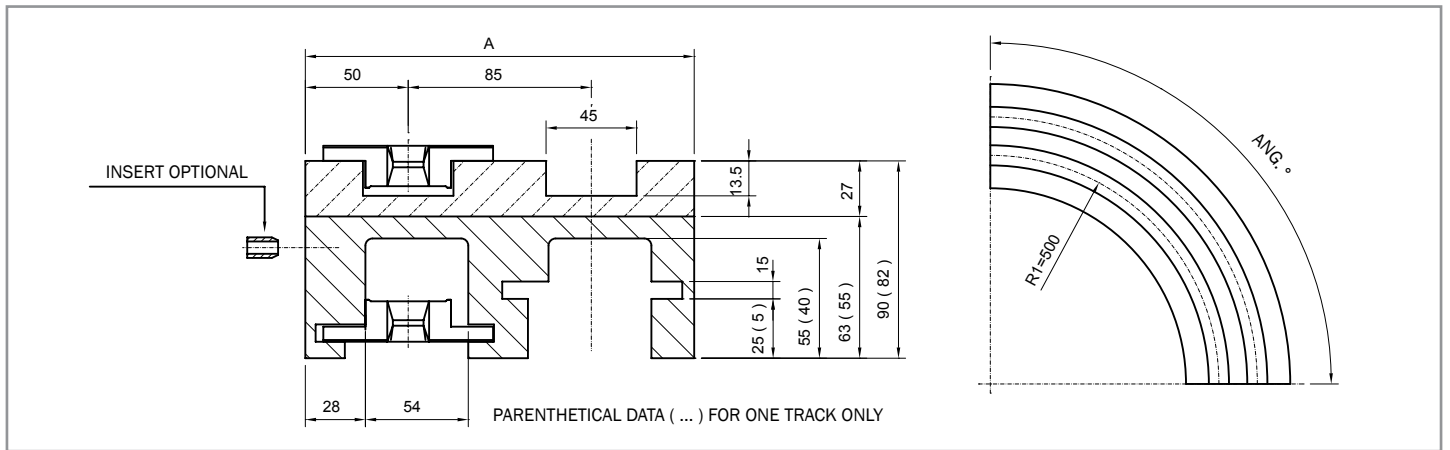 A
50
85
45
INSERT OPTIONAL
13.5
27
15
25 ( 5 )
55 ( 40 )
63 ( 55 )
90 ( 82 )
28
54
PARENTHETICAL DATA ( ... ) FOR ONE TRACK ONLY
ANG. °
R1=500